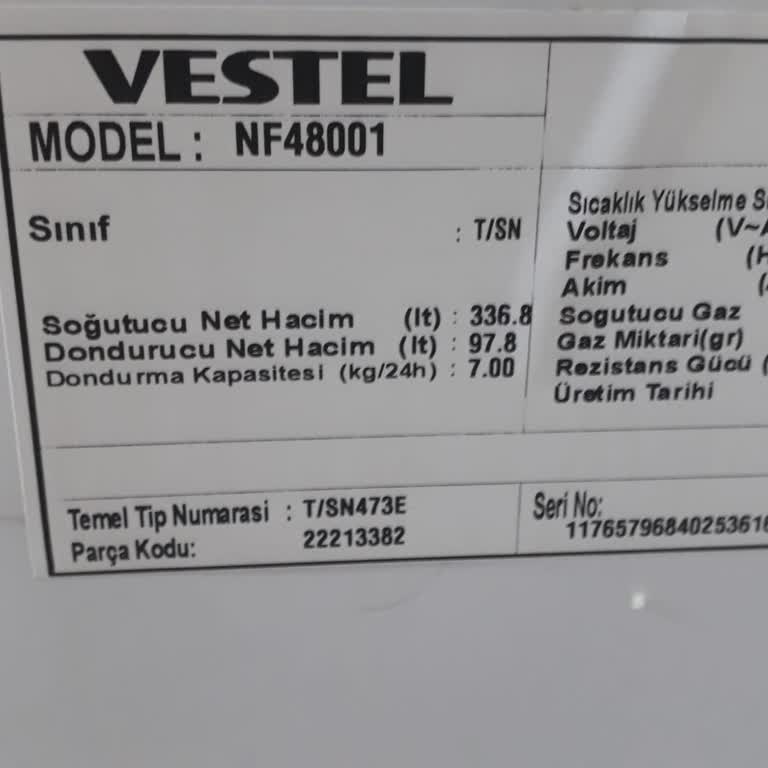 VESTEL
MODEL : NF48001
Sınıf : T/SN
Soğutucu Net Hacim (lt) : 336.8
Dondurucu Net Hacim (lt) : 97.8
Dondurma Kapasitesi (kg/24h) : 7.00
Sıcaklık Yükselme
Voltaj (V~
Frekans
Akim
Sogutucu Gaz
Gaz Miktari(gr)
Rezistans Gücü
Üretim Tarihi
Temel Tip Numarasi : T/SN473E
Parça Kodu: 22213382
Seri No:
1176579684025361